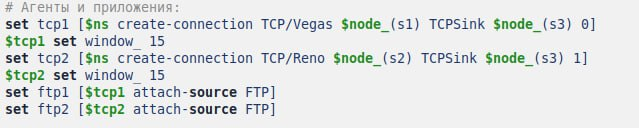 # Агенты и приложения:
set tcp1 [$ns create-connection TCP/Vegas $node_(s1) TCPSink $node_(s3) 0]
$tcp1 set window_ 15
set tcp2 [$ns create-connection TCP/Reno $node_(s2) TCPSink $node_(s3) 1]
$tcp2 set window_ 15
set ftp1 [$tcp1 attach-source FTP]
set ftp2 [$tcp2 attach-source FTP]